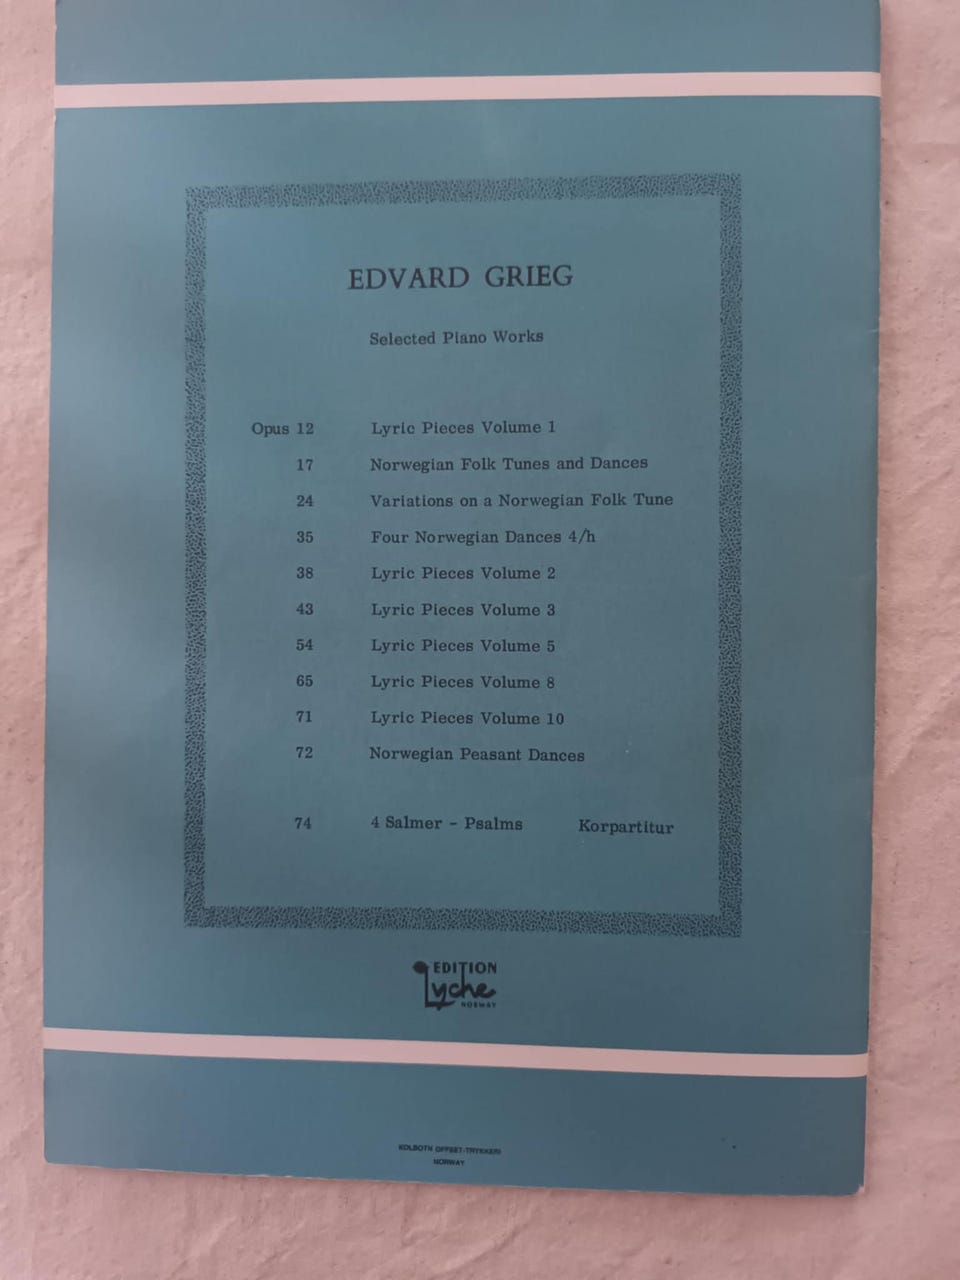 EDVARD GRIEG
Selected Piano Works
Opus 12 Lyric Pieces Volume 1
17 Norwegian Folk Tunes and Dances
24 Variations on a Norwegian Folk Tune
35 Four Norwegian Dances 4/h
38 Lyric Pieces Volume 2
43 Lyric Pieces Volume 3
54 Lyric Pieces Volume 5
65 Lyric Pieces Volume 8
71 Lyric Pieces Volume 10
72 Norwegian Peasant Dances
74 4 Salmer - Psalms Korpartitur
EDITION
Lyche
NORWAY
KOLBOTN OFFSET-TRYKKERI
NORWAY